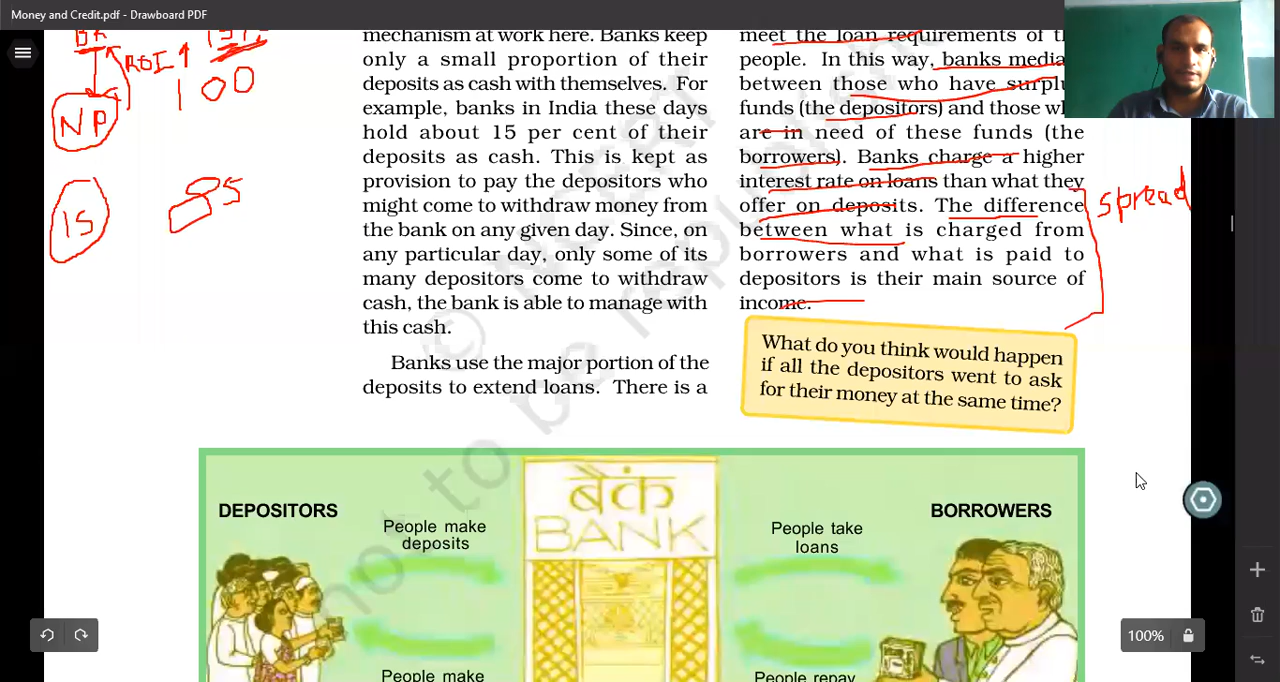 Money and Credit.pdf - Drawboard PDF
ROI ↑
NP
100
15
85
mechanism at work here. Banks keep
only a small proportion of their
deposits as cash with themselves. For
example, banks in India these days
hold about 15 per cent of their
deposits as cash. This is kept as
provision to pay the depositors who
might come to withdraw money from
the bank on any given day. Since, on
any particular day, only some of its
many depositors come to withdraw
cash, the bank is able to manage with
this cash.
Banks use the major portion of the
deposits to extend loans. There is a
meet the loan requirements of
people. In this way, banks
between those who have
funds (the depositors) and those
are in need of these funds (the
borrowers). Banks charge a higher
interest rate on loans than what they
offer on deposits. The difference
between what is charged from
borrowers and what is paid to
depositors is their main source of
income.
spread
What do you think would happen
if all the depositors went to ask
for their money at the same time?
© NCERT
not to be republished
DEPOSITORS
People make
deposits
बैंक
BANK
People take
loans
BORROWERS
People make
People repay
100%